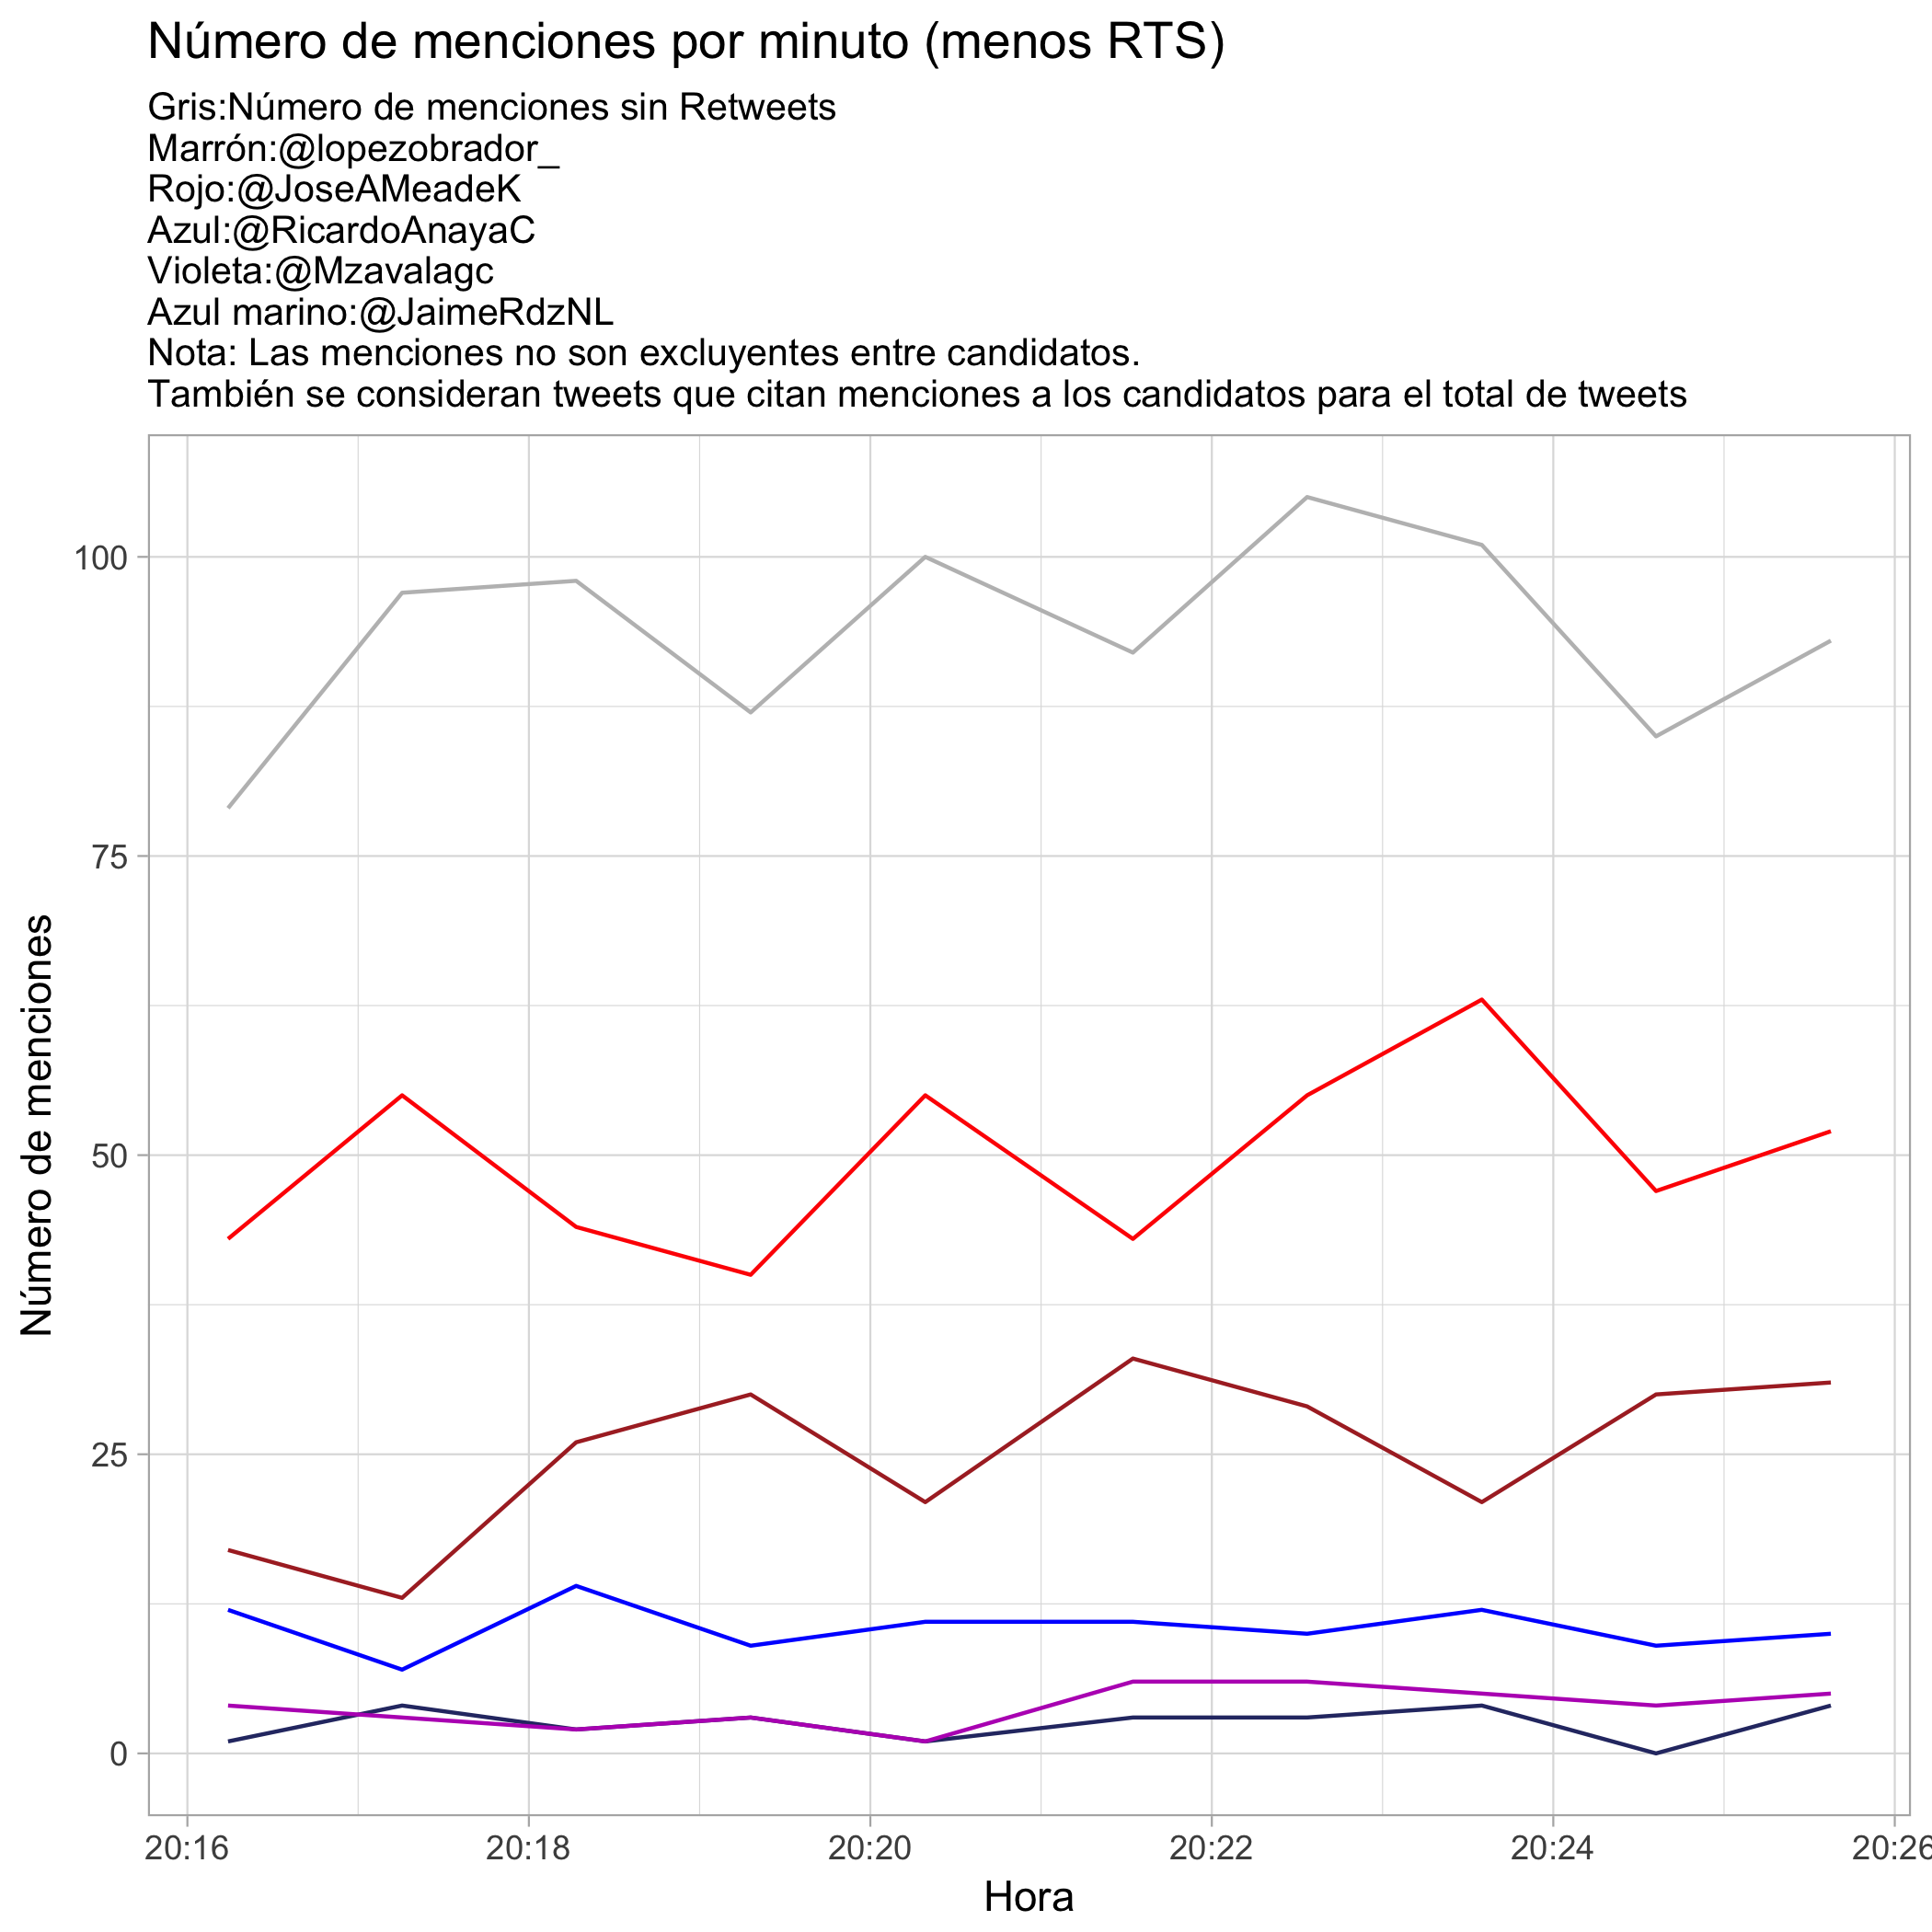 Número de menciones por minuto (menos RTS)
Gris:Número de menciones sin Retweets
Marrón:@lopezobrador_
Rojo:@JoseAMeadeK
Azul:@RicardoAnayaC
Violeta:@Mzavalagc
Azul marino:@JaimeRdzNL
Nota: Las menciones no son excluyentes entre candidatos.
También se consideran tweets que citan menciones a los candidatos para el total de tweets
Número de menciones
100
75
50
25
0
20:16 20:18 20:20 20:22 20:24 20:26
Hora